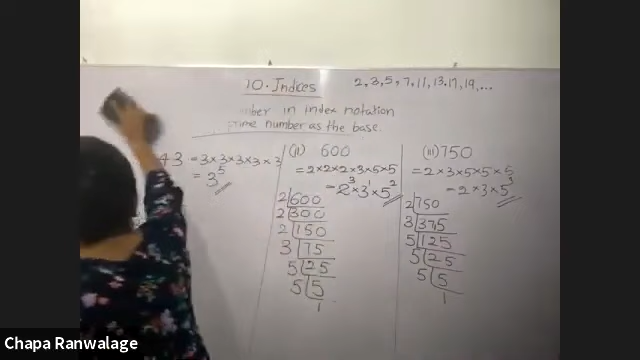 10. Indices
2, 3, 5, 7, 11, 13, 17, 19, ...
in index notation
prime number as the base.
43 = 3 × 3 × 3 × 3 × 3
= 3⁵
(ii) 600
= 2 × 2 × 2 × 3 × 5 × 5
= 2³ × 3¹ × 5²
2 600
2 300
2 150
3 75
5 25
5 5
1
(iii) 750
= 2 × 3 × 5 × 5 × 5
= 2 × 3 × 5³
2 750
3 375
5 125
5 25
5 5
1
Chapa Ranwalage